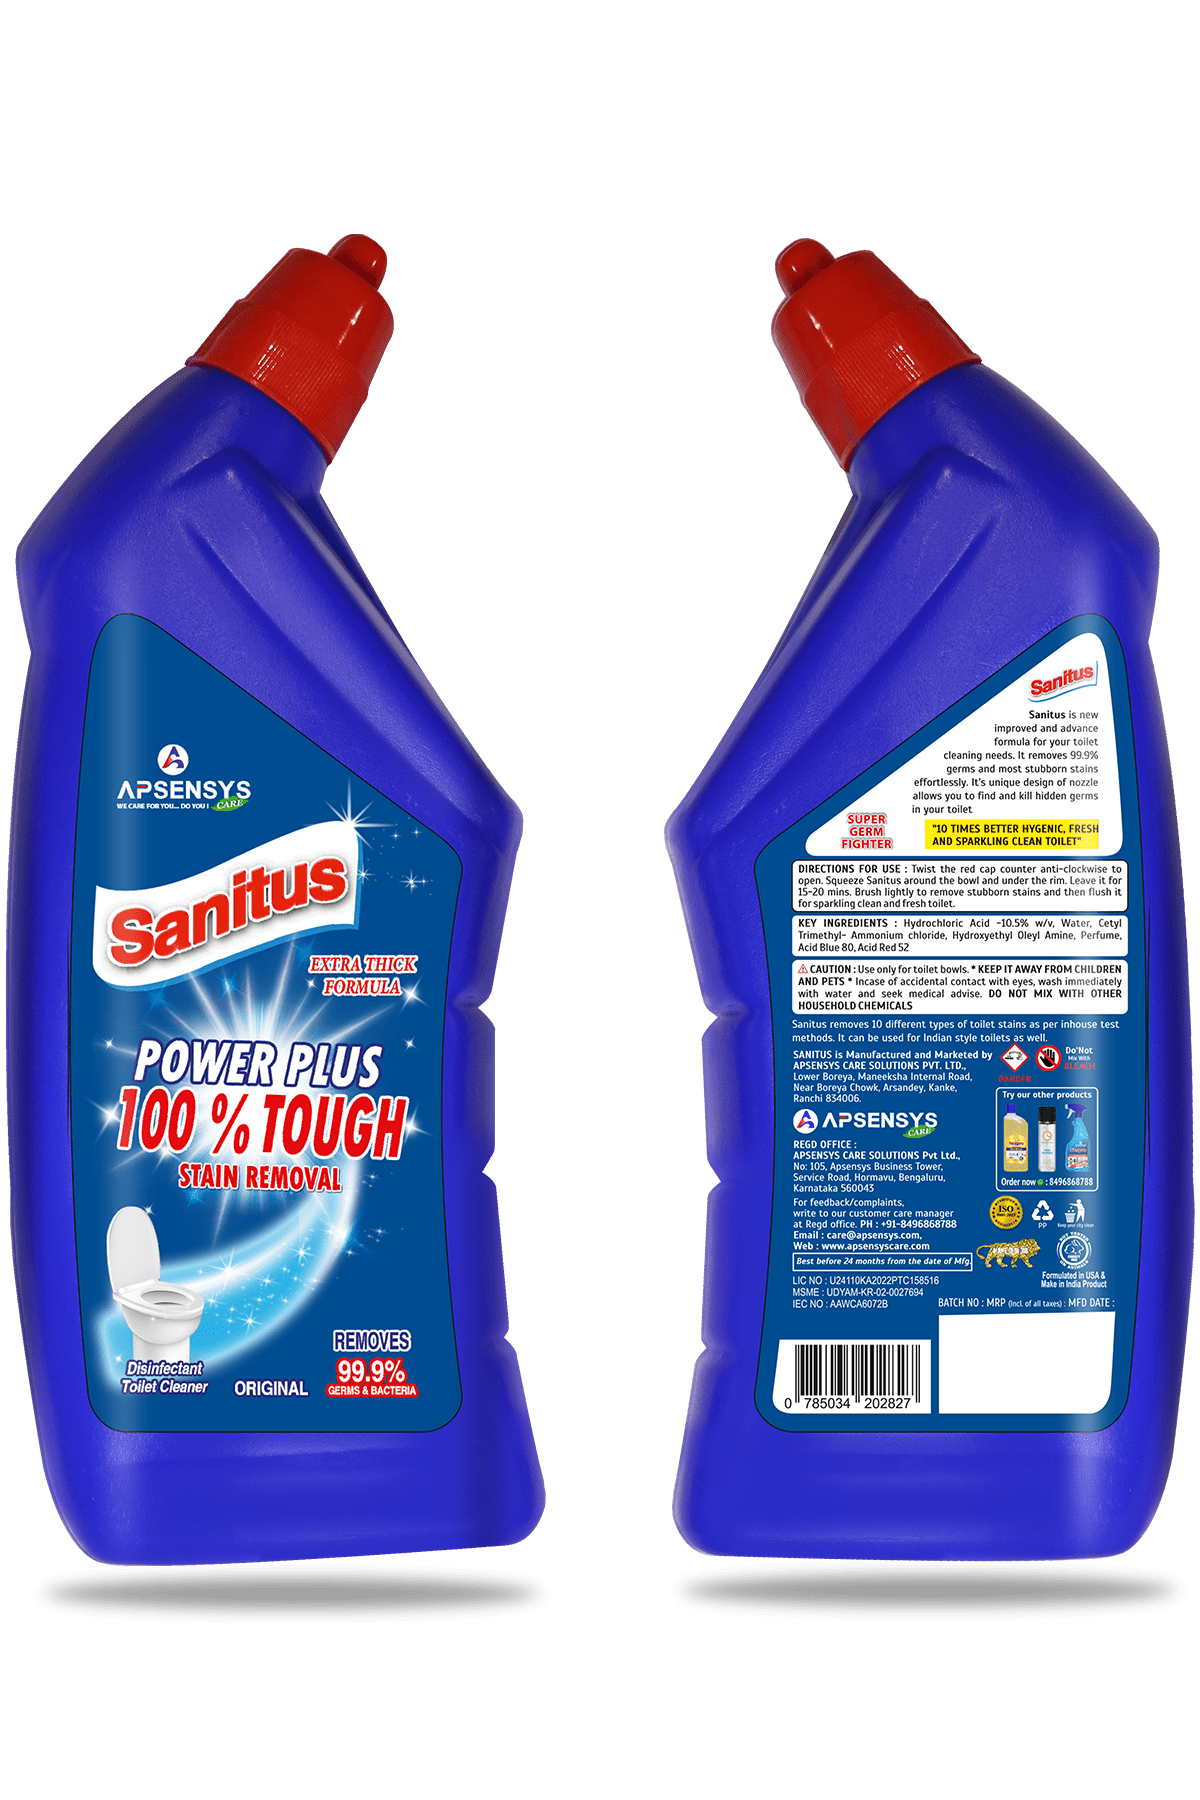 APSENSYS
WE CARE FOR YOU.... DO YOU !
CARE
Sanitus
EXTRA THICK
FORMULA
POWER PLUS
100 % TOUGH
STAIN REMOVAL
Disinfectant
Toilet Cleaner
ORIGINAL
REMOVES
99.9%
GERMS & BACTERIA
Sanitus
Sanitus is new
improved and advance
formula for your toilet
cleaning needs. It removes 99.9%
germs and most stubborn stains
effortlessly. It's unique design of nozzle
allows you to find and kill hidden germs
in your toilet
SUPER
GERM
FIGHTER
"10 TIMES BETTER HYGENIC, FRESH
AND SPARKLING CLEAN TOILET"
DIRECTIONS FOR USE : Twist the red cap counter anti-clockwise to
open. Squeeze Sanitus around the bowl and under the rim. Leave it for
15-20 mins. Brush lightly to remove stubborn stains and then flush it
for sparkling clean and fresh toilet.
KEY INGREDIENTS : Hydrochloric Acid -10.5% w/v, Water, Cetyl
Trimethyl- Ammonium chloride, Hydroxyethyl Oleyl Amine, Perfume,
Acid Blue 80, Acid Red 52
CAUTION : Use only for toilet bowls. * KEEP IT AWAY FROM CHILDREN
AND PETS * Incase of accidental contact with eyes, wash immediately
with water and seek medical advise. DO NOT MIX WITH OTHER
HOUSEHOLD CHEMICALS
Sanitus removes 10 different types of toilet stains as per inhouse test
methods. It can be used for Indian style toilets as well.
SANITUS is Manufactured and Marketed by
APSENSYS CARE SOLUTIONS PVT. LTD.,
Lower Boreya, Maneeksha Internal Road,
Near Boreya Chowk, Arsandey, Kanke,
Ranchi 834006.
DANGER
Do'Not
Mix With
BLEACH
APSENSYS
CARE
Try our other products
Order now : 8496868788
REGD OFFICE :
APSENSYS CARE SOLUTIONS Pvt Ltd.,
No: 105, Apsensys Business Tower,
Service Road, Hormavu, Bengaluru,
Karnataka 560043
For feedback/complaints,
write to our customer care manager
at Regd office. PH : +91-8496868788
Email : care@apsensys.com,
Web : www.apsensyscare.com
ISO
PP
Keep your city clean
Best before 24 months from the date of Mfg.
Formulated in USA &
Make in India Product
LIC NO : U24110KA2022PTC158516
MSME : UDYAM-KR-02-0027694
IEC NO : AAWCA6072B
BATCH NO : MRP (Incl. of all taxes) : MFD DATE :
0 785034 202827